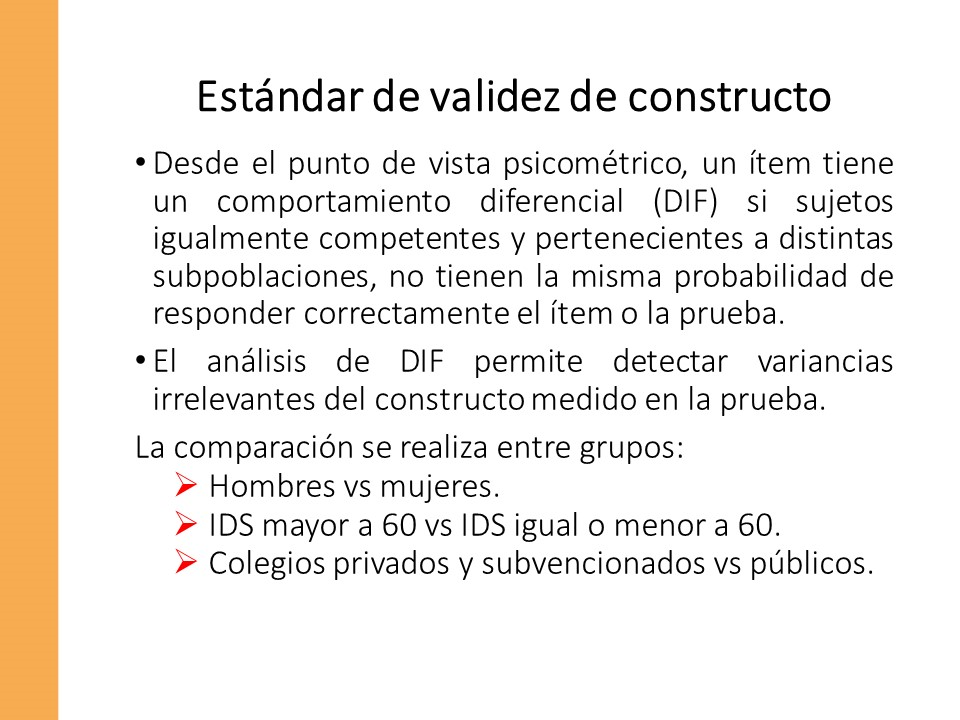 Estándar de validez de constructo
• Desde el punto de vista psicométrico, un ítem tiene
un comportamiento diferencial (DIF) si sujetos
igualmente competentes y pertenecientes a distintas
subpoblaciones, no tienen la misma probabilidad de
responder correctamente el ítem o la prueba.
• El análisis de DIF permite detectar variancias
irrelevantes del constructo medido en la prueba.
La comparación se realiza entre grupos:
➢ Hombres vs mujeres.
➢ IDS mayor a 60 vs IDS igual o menor a 60.
➢ Colegios privados y subvencionados vs públicos.